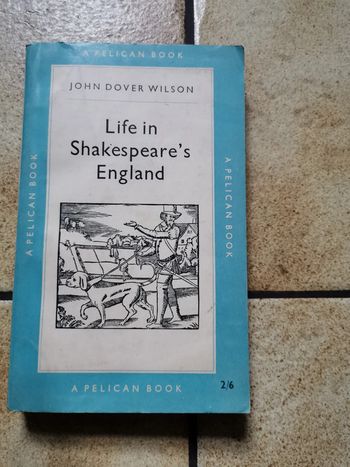 A PELICAN BOOK
JOHN DOVER WILSON
Life in
Shakespeare's
England
A PELICAN BOOK
A PELICAN BOOK
A PELICAN BOOK
2/6